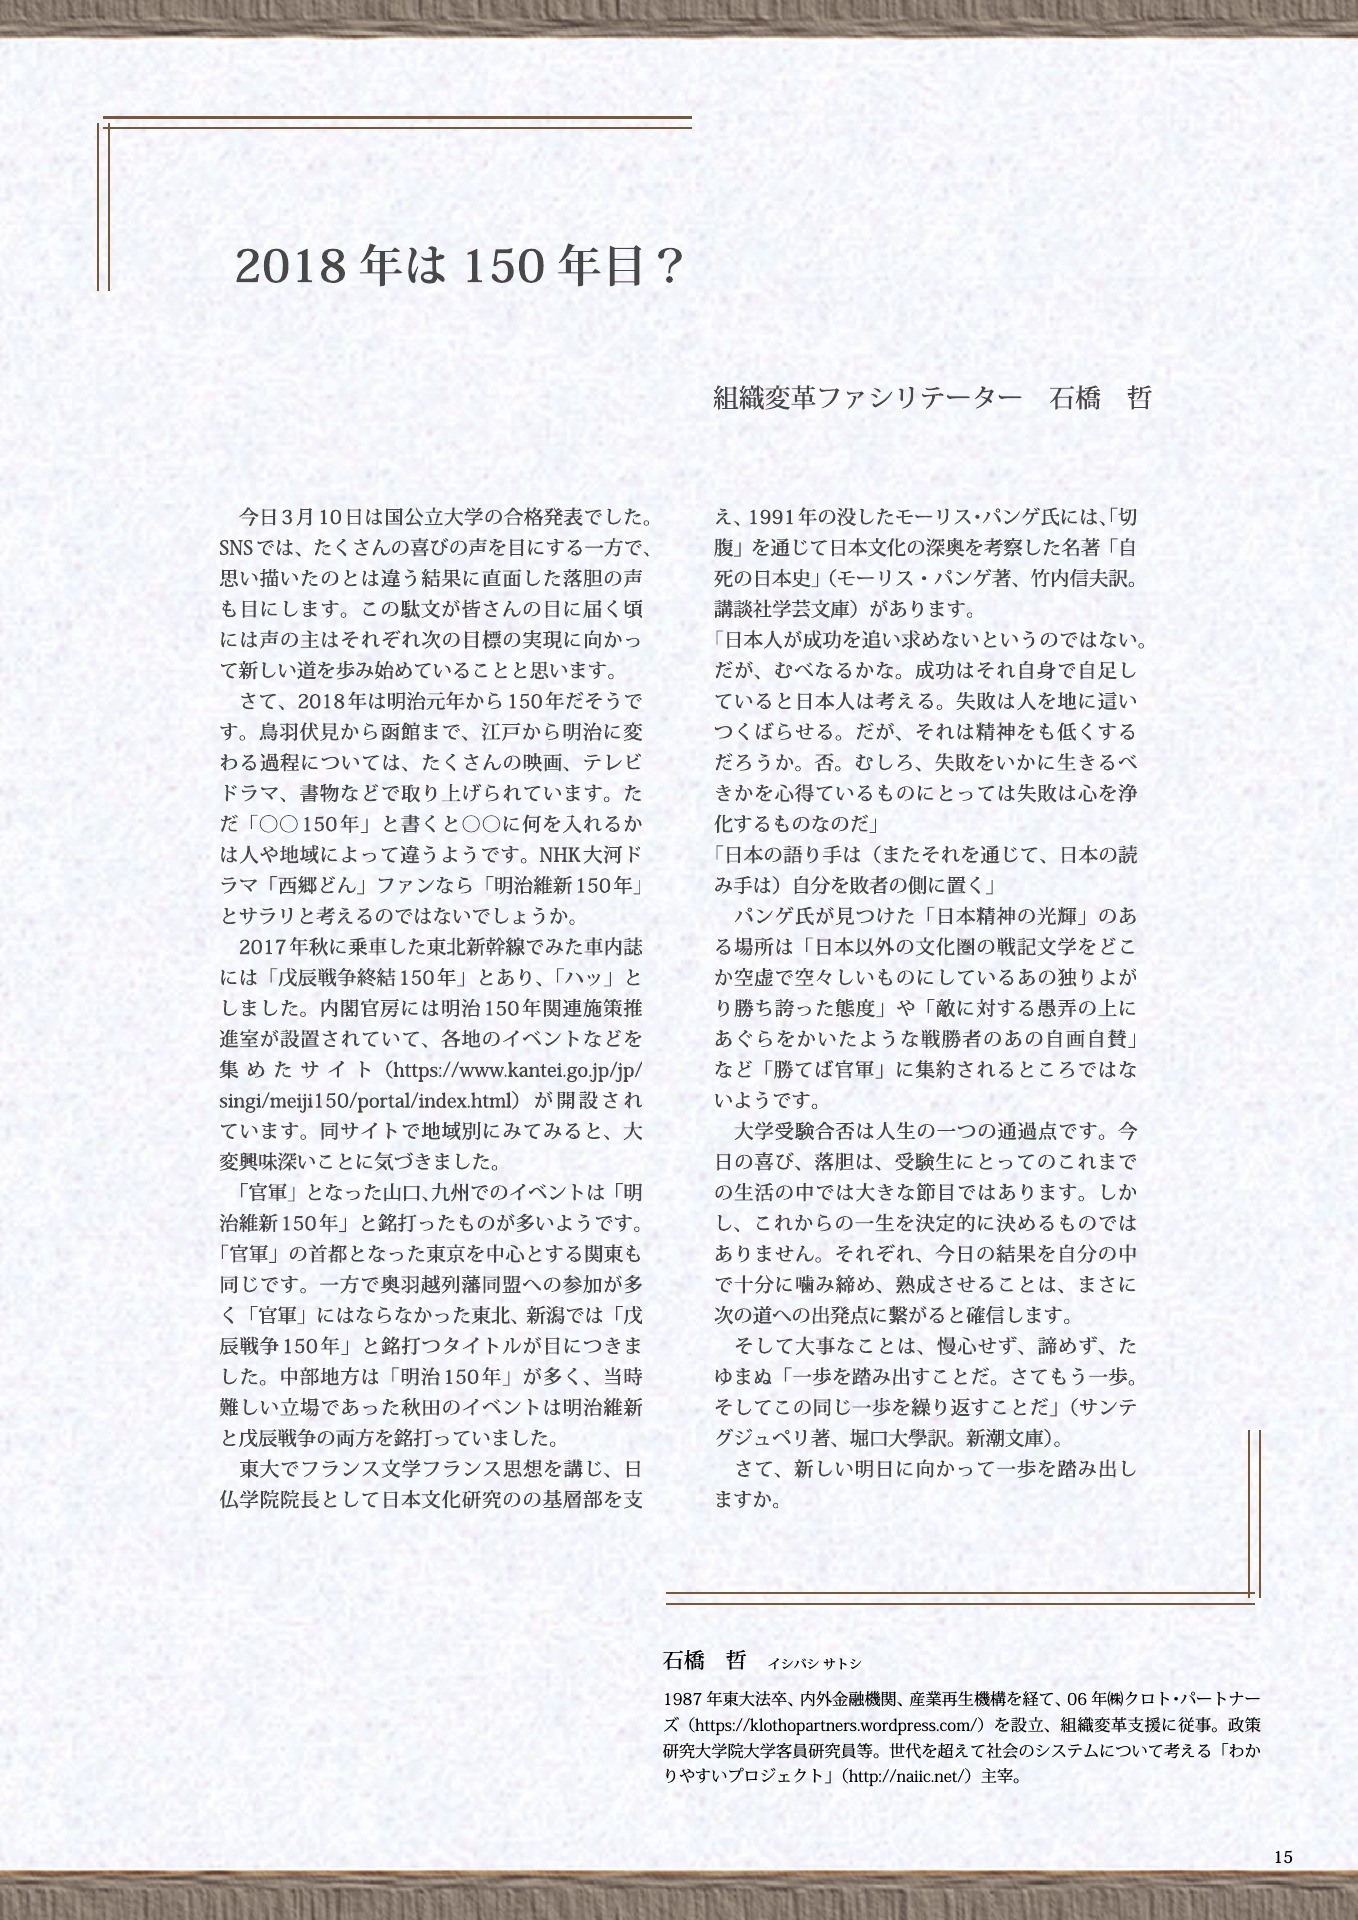 2018 年は 150 年目？
組織変革ファシリテーター　石橋　哲
　今日3月10日は国公立大学の合格発表でした。
SNSでは、たくさんの喜びの声を目にする一方で、
思い描いたのとは違う結果に直面した落胆の声
も目にします。この駄文が皆さんの目に届く頃
には声の主はそれぞれ次の目標の実現に向かっ
て新しい道を歩み始めていることと思います。
　さて、2018年は明治元年から150年だそうで
す。鳥羽伏見から函館まで、江戸から明治に変
わる過程については、たくさんの映画、テレビ
ドラマ、書物などで取り上げられています。た
だ「○○150年」と書くと○○に何を入れるか
は人や地域によって違うようです。NHK大河ド
ラマ「西郷どん」ファンなら「明治維新150年」
とサラリと考えるのではないでしょうか。
　2017年秋に乗車した東北新幹線でみた車内誌
には「戊辰戦争終結150年」とあり、「ハッ」と
しました。内閣官房には明治150年関連施策推
進室が設置されていて、各地のイベントなどを
集めたサイト（https://www.kantei.go.jp/jp/
singi/meiji150/portal/index.html）が開設され
ています。同サイトで地域別にみてみると、大
変興味深いことに気づきました。
　「官軍」となった山口、九州でのイベントは「明
治維新150年」と銘打ったものが多いようです。
「官軍」の首都となった東京を中心とする関東も
同じです。一方で奥羽越列藩同盟への参加が多
く「官軍」にはならなかった東北、新潟では「戊
辰戦争150年」と銘打つタイトルが目につきま
した。中部地方は「明治150年」が多く、当時
難しい立場であった秋田のイベントは明治維新
と戊辰戦争の両方を銘打っていました。
　東大でフランス文学フランス思想を講じ、日
仏学院院長として日本文化研究のの基層部を支
え、1991年の没したモーリス・パンゲ氏には、「切
腹」を通じて日本文化の深奥を考察した名著「自
死の日本史」（モーリス・パンゲ著、竹内信夫訳。
講談社学芸文庫）があります。
「日本人が成功を追い求めないというのではない。
だが、むべなるかな。成功はそれ自身で自足し
ていると日本人は考える。失敗は人を地に這い
つくばらせる。だが、それは精神をも低くする
だろうか。否。むしろ、失敗をいかに生きるべ
きかを心得ているものにとっては失敗は心を浄
化するものなのだ」
「日本の語り手は（またそれを通じて、日本の読
み手は）自分を敗者の側に置く」
　パンゲ氏が見つけた「日本精神の光輝」のあ
る場所は「日本以外の文化圏の戦記文学をどこ
か空虚で空々しいものにしているあの独りよが
り勝ち誇った態度」や「敵に対する愚弄の上に
あぐらをかいたような戦勝者のあの自画自賛」
など「勝てば官軍」に集約されるところではな
いようです。
　大学受験合否は人生の一つの通過点です。今
日の喜び、落胆は、受験生にとってのこれまで
の生活の中では大きな節目ではあります。しか
し、これからの一生を決定的に決めるものでは
ありません。それぞれ、今日の結果を自分の中
で十分に噛み締め、熟成させることは、まさに
次の道への出発点に繋がると確信します。
　そして大事なことは、慢心せず、諦めず、た
ゆまぬ「一歩を踏み出すことだ。さてもう一歩。
そしてこの同じ一歩を繰り返すことだ」（サンテ
グジュペリ著、堀口大學訳。新潮文庫）。
　さて、新しい明日に向かって一歩を踏み出し
ますか。
石橋　哲　イシバシ サトシ
1987 年東大法卒、内外金融機関、産業再生機構を経て、06 年㈱クロト・パートナー
ズ（https://klothopartners.wordpress.com/）を設立、組織変革支援に従事。政策
研究大学院大学客員研究員等。世代を超えて社会のシステムについて考える「わか
りやすいプロジェクト」（http://naiic.net/）主宰。
15